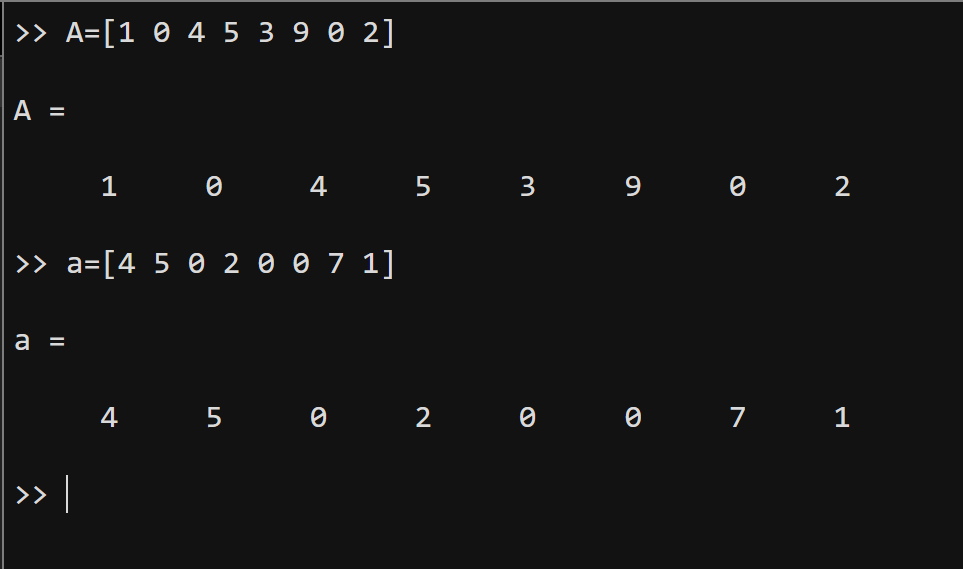 >> A=[1 0 4 5 3 9 0 2]
A =
1 0 4 5 3 9 0 2
>> a=[4 5 0 2 0 0 7 1]
a =
4 5 0 2 0 0 7 1
>>